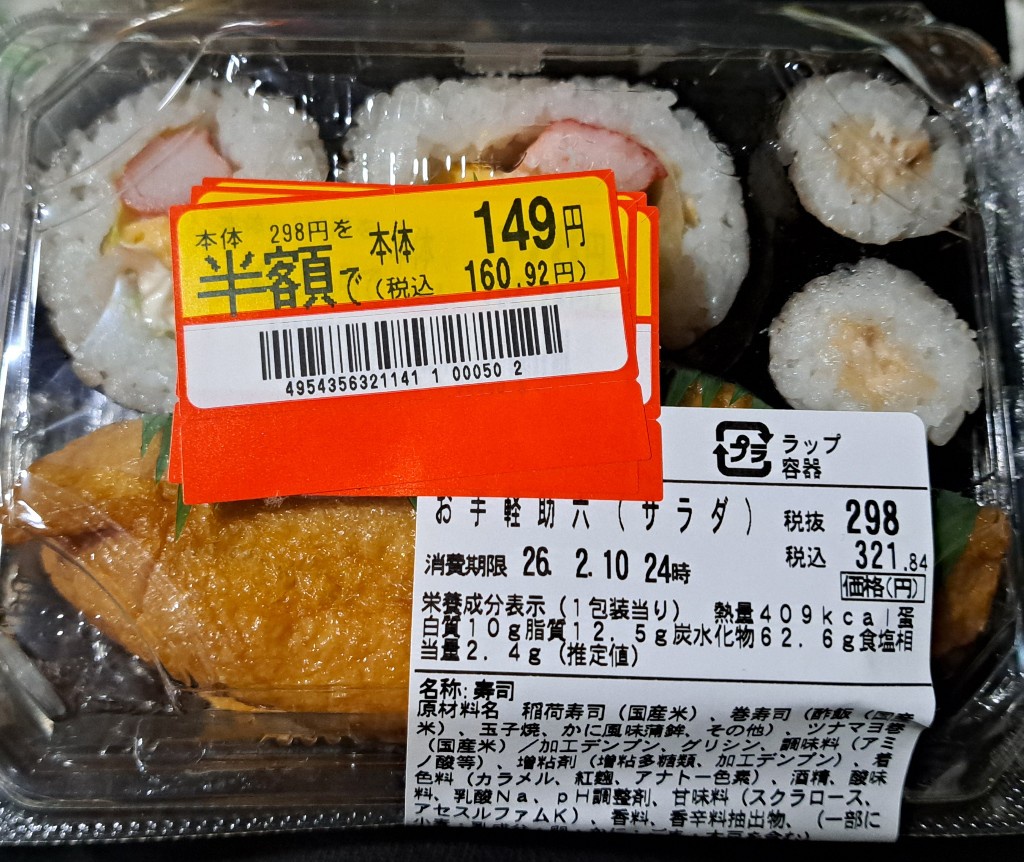 本体 298円を 本体 149円
半額で (税込 160.92円)
4954356321141 1 00050 2
プラ ラップ
容器
お手軽助六(サラダ) 税抜 298
税込 321.84
消費期限 26. 2.10 24時
価格(円)
栄養成分表示(1包装当り) 熱量409kcal蛋
白質10g脂質12.5g炭水化物62.6g食塩相
当量2.4g(推定値)
名称:寿司
原材料名 稲荷寿司(国産米)、巻寿司(酢飯(国産
米)、玉子焼、かに風味蒲鉾、その他)、ツナマヨ巻
(国産米)/加工デンプン、グリシン、調味料(アミ
ノ酸等)、増粘剤(増粘多糖類、加工デンプン)、着
色料(カラメル、紅麹、アナトー色素)、酒精、酸味
料、乳酸Na、pH調整剤、甘味料(スクラロース、
アセスルファムK)、香料、香辛料抽出物、(一部に